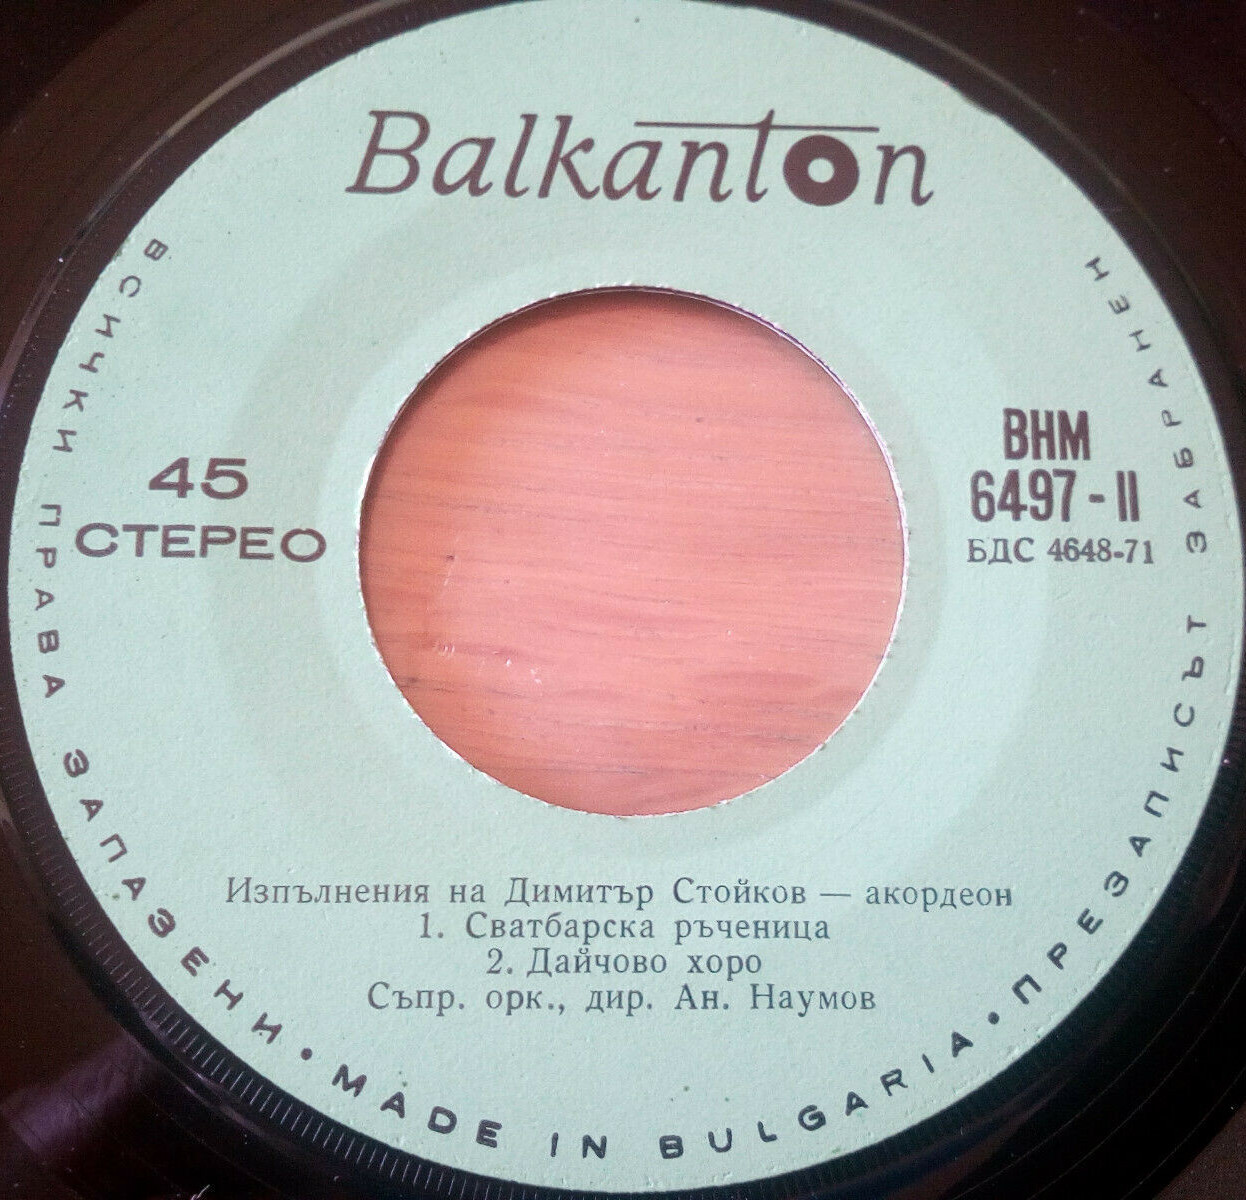 Balkanton
45
СТЕРЕО
ВНМ
6497-II
БДС 4648-71
Изпълнения на Димитър Стойков — акордеон
1. Сватбарска ръченица
2. Дайчово хоро
Съпр. орк., дир. Ан. Наумов
ВСИЧКИ ПРАВА ЗАПАЗЕНИ • MADE IN BULGARIA • ПРЕЗАПИСЪТ ЗАБРАНЕН